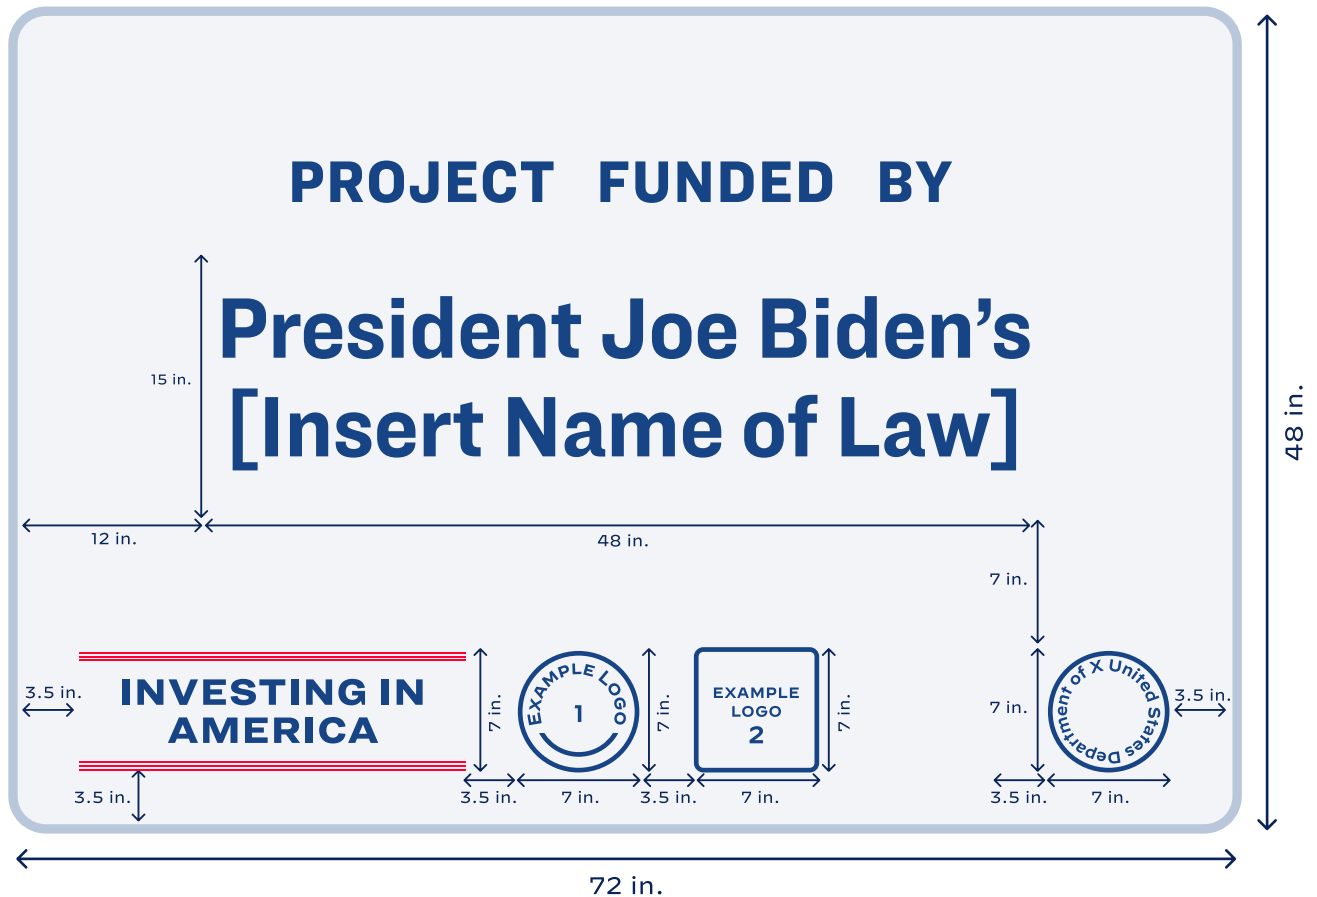 PROJECT FUNDED BY
President Joe Biden’s
15 in.
[Insert Name of Law]
48 in.
12 in.
48 in.
7 in.
3.5 in.
INVESTING IN
AMERICA
7 in.
EXAMPLE LOGO
1
7 in.
EXAMPLE
LOGO
2
7 in.
7 in.
Department of X United States
3.5 in.
3.5 in.
3.5 in.
7 in.
3.5 in.
7 in.
3.5 in.
7 in.
72 in.